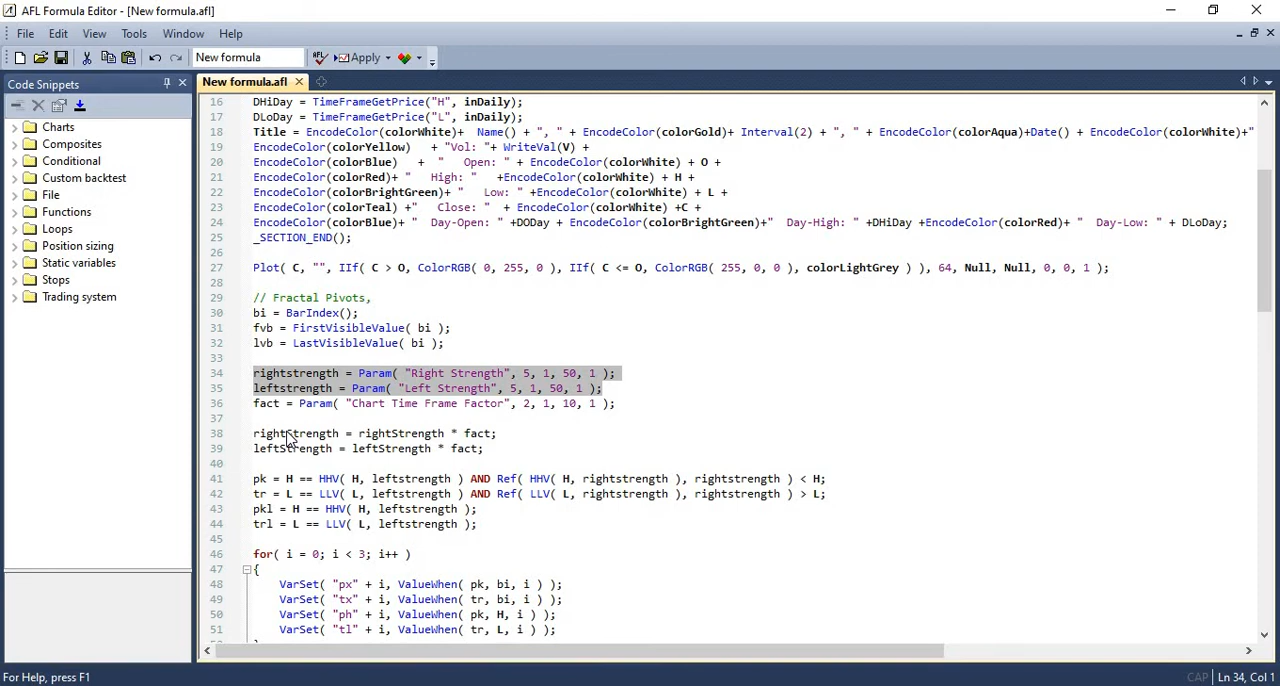 AFL Formula Editor - [New formula.afl]
File Edit View Tools Window Help
New formula Apply
Code Snippets
New formula.afl
Charts
Composites
Conditional
Custom backtest
File
Functions
Loops
Position sizing
Static variables
Stops
Trading system
16 DHiDay = TimeFrameGetPrice("H", inDaily);
17 DLoDay = TimeFrameGetPrice("L", inDaily);
18 Title = EncodeColor(colorWhite)+ Name() + ", " + EncodeColor(colorGold)+ Interval(2) + ", " + EncodeColor(colorAqua)+Date() + EncodeColor(colorWhite)+"
19 EncodeColor(colorYellow) + "Vol: "+ WriteVal(V) +
20 EncodeColor(colorBlue) + " Open: " + EncodeColor(colorWhite) + O +
21 EncodeColor(colorRed)+ " High: " +EncodeColor(colorWhite) + H +
22 EncodeColor(colorBrightGreen)+ " Low: " +EncodeColor(colorWhite) + L +
23 EncodeColor(colorTeal) +" Close: " +EncodeColor(colorWhite) +C +
24 EncodeColor(colorBlue)+ " Day-Open: " +DODay + EncodeColor(colorBrightGreen)+" Day-High: " +DHiDay +EncodeColor(colorRed)+ " Day-Low: " + DLoDay;
25 _SECTION_END();
26
27 Plot( C, "", IIf( C > O, ColorRGB( 0, 255, 0 ), IIf( C <= O, ColorRGB( 255, 0, 0 ), colorLightGrey ) ), 64, Null, Null, 0, 0, 1 );
28
29 // Fractal Pivots,
30 bi = BarIndex();
31 fvb = FirstVisibleValue( bi );
32 lvb = LastVisibleValue( bi );
33
34 rightstrength = Param( "Right Strength", 5, 1, 50, 1 );
35 leftstrength = Param( "Left Strength", 5, 1, 50, 1 );
36 fact = Param( "Chart Time Frame Factor", 2, 1, 10, 1 );
37
38 rightStrength = rightStrength * fact;
39 leftStrength = leftStrength * fact;
40
41 pk = H == HHV( H, leftstrength ) AND Ref( HHV( H, rightstrength ), rightstrength ) < H;
42 tr = L == LLV( L, leftstrength ) AND Ref( LLV( L, rightstrength ), rightstrength ) > L;
43 pkl = H == HHV( H, leftstrength );
44 trl = L == LLV( L, leftstrength );
45
46 for( i = 0; i < 3; i++ )
47 {
48 VarSet( "px" + i, ValueWhen( pk, bi, i ) );
49 VarSet( "tx" + i, ValueWhen( tr, bi, i ) );
50 VarSet( "ph" + i, ValueWhen( pk, H, i ) );
51 VarSet( "tl" + i, ValueWhen( tr, L, i ) );
For Help, press F1
CAP Ln 34, Col 1